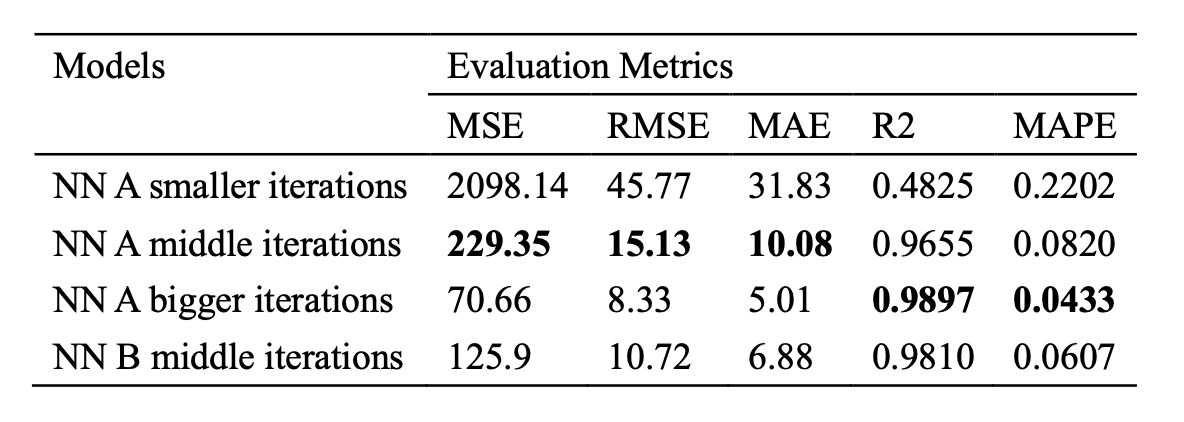 Models Evaluation Metrics
MSE RMSE MAE R2 MAPE
NN A smaller iterations 2098.14 45.77 31.83 0.4825 0.2202
NN A middle iterations 229.35 15.13 10.08 0.9655 0.0820
NN A bigger iterations 70.66 8.33 5.01 0.9897 0.0433
NN B middle iterations 125.9 10.72 6.88 0.9810 0.0607